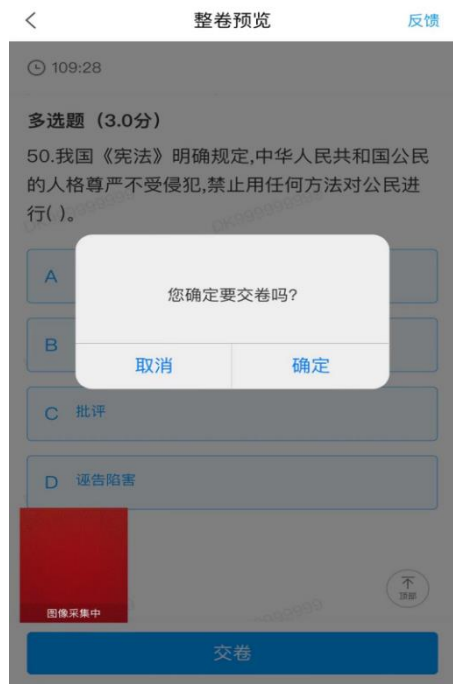 整卷预览
反馈
109:28
多选题（3.0分）
50.我国《宪法》明确规定,中华人民共和国公民
的人格尊严不受侵犯,禁止用任何方法对公民进
行( )。
A
您确定要交卷吗?
B
取消
确定
C 批评
D 诬告陷害
图像采集中
顶部
交卷